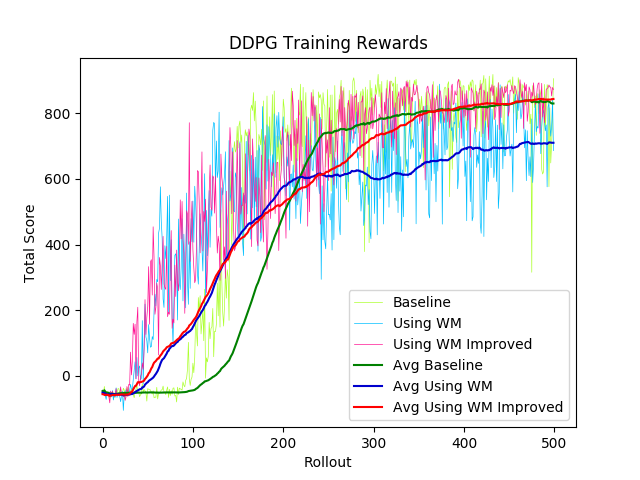 DDPG Training Rewards
Total Score
800
600
400
200
0
0 100 200 300 400 500
Rollout
Baseline
Using WM
Using WM Improved
Avg Baseline
Avg Using WM
Avg Using WM Improved